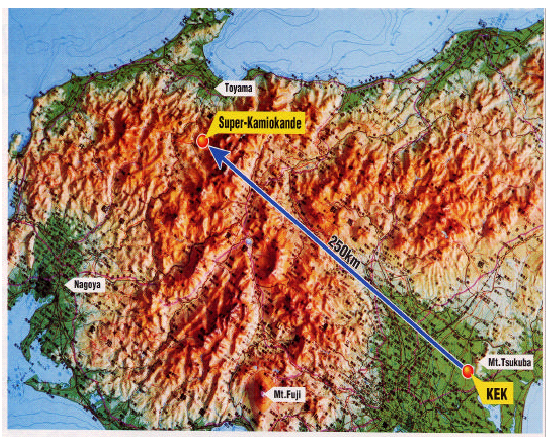 Toyama
Super-Kamiokande
250km
Nagoya
Mt.Tsukuba
KEK
Mt.Fuji